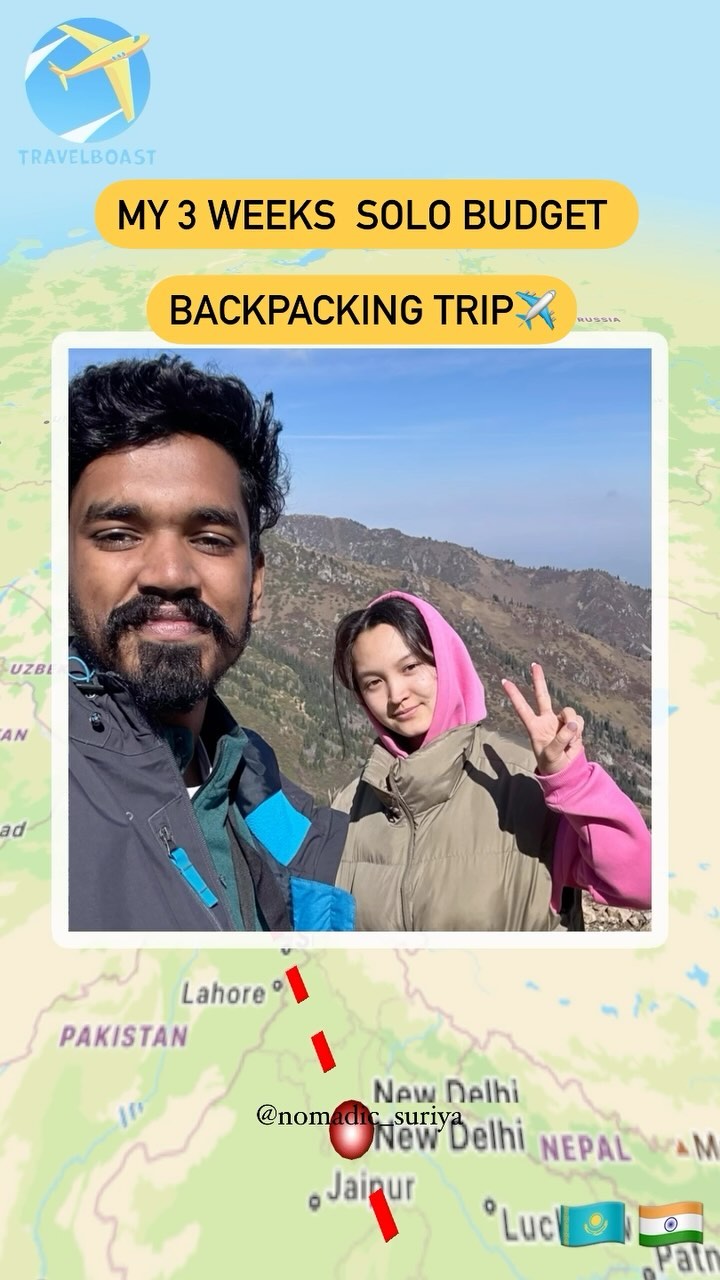 TRAVELBOAST
MY 3 WEEKS SOLO BUDGET
BACKPACKING TRIP✈️
RUSSIA
UZBE
AN
ad
Lahore
PAKISTAN
New Delhi
@nomadic_suriya
New Delhi
NEPAL
M
Jaipur
Luc
Patn